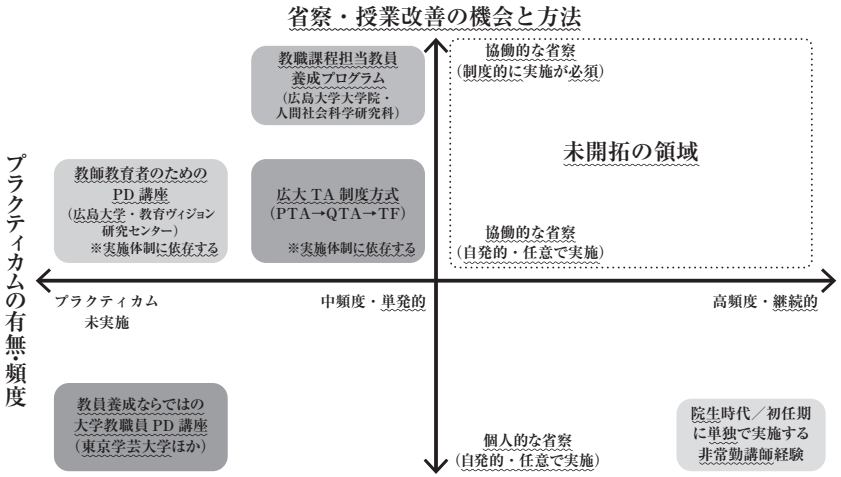 省察・授業改善の機会と方法
教職課程担当教員
養成プログラム
（広島大学大学院・
人間社会科学研究科）
協働的な省察
（制度的に実施が必須）
未開拓の領域
プラクティカムの有無・頻度
教師教育者のための
PD 講座
（広島大学・教育ヴィジョン
研究センター）
※実施体制に依存する
広大 TA 制度方式
（PTA→QTA→TF）
※実施体制に依存する
協働的な省察
（自発的・任意で実施）
プラクティカム
未実施
中頻度・単発的
高頻度・継続的
教員養成ならではの
大学教職員 PD 講座
（東京学芸大学ほか）
個人的な省察
（自発的・任意で実施）
院生時代／初任期
に単独で実施する
非常勤講師経験